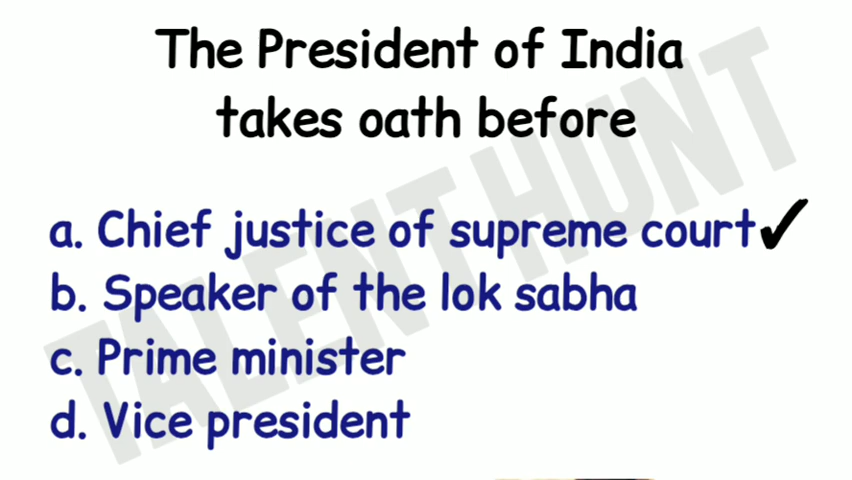 The President of India
takes oath before
a. Chief justice of supreme court✓
b. Speaker of the lok sabha
c. Prime minister
d. Vice president
TALENT HUNT